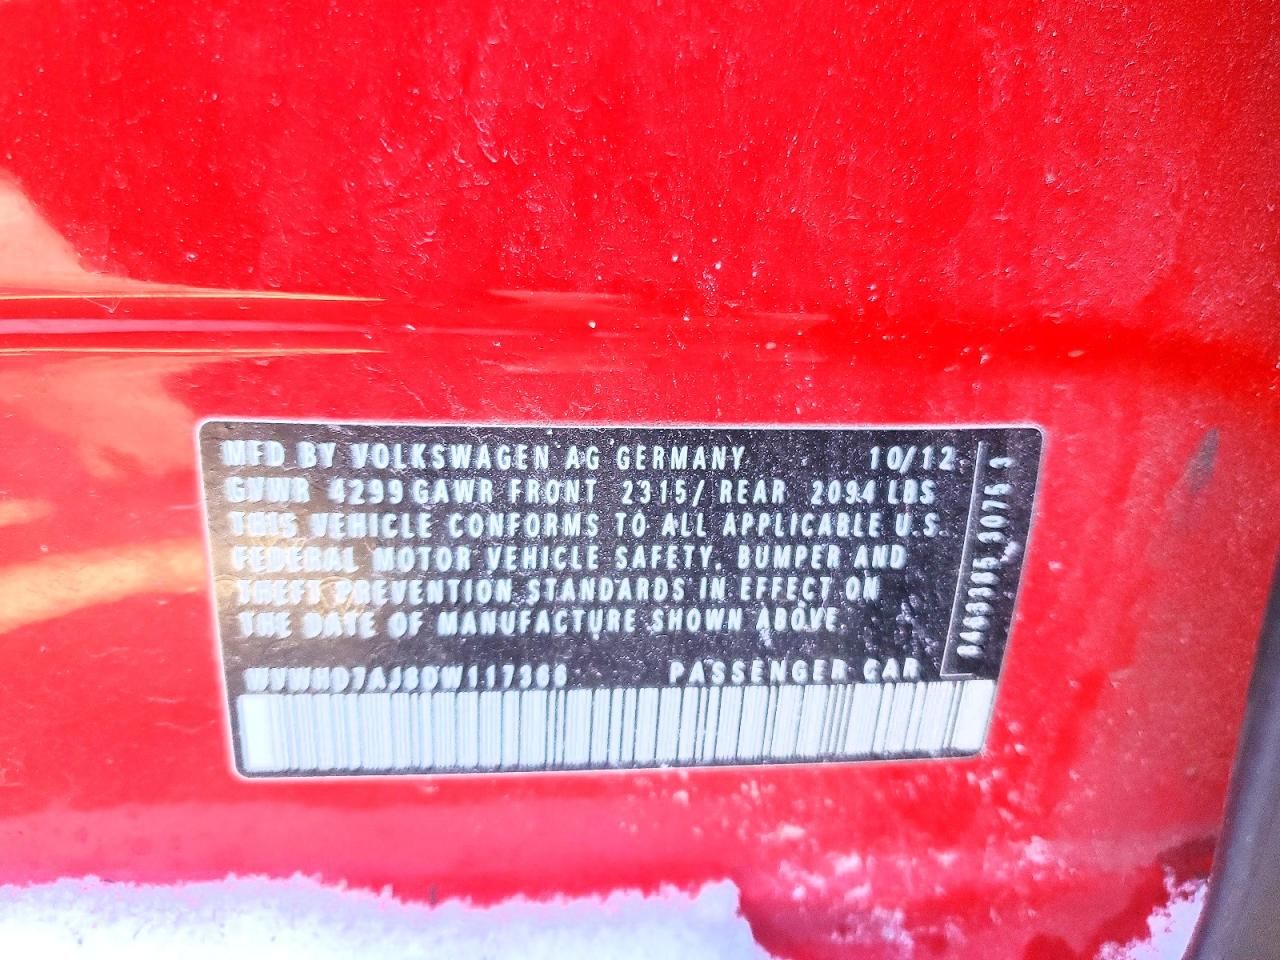 MFD BY VOLKSWAGEN AG GERMANY 10/12
GVWR 4299 GAWR FRONT 2315/ REAR 2094 LBS
THIS VEHICLE CONFORMS TO ALL APPLICABLE U.S.
FEDERAL MOTOR VEHICLE SAFETY, BUMPER AND
THEFT PREVENTION STANDARDS IN EFFECT ON
THE DATE OF MANUFACTURE SHOWN ABOVE.
PASSENGER CAR